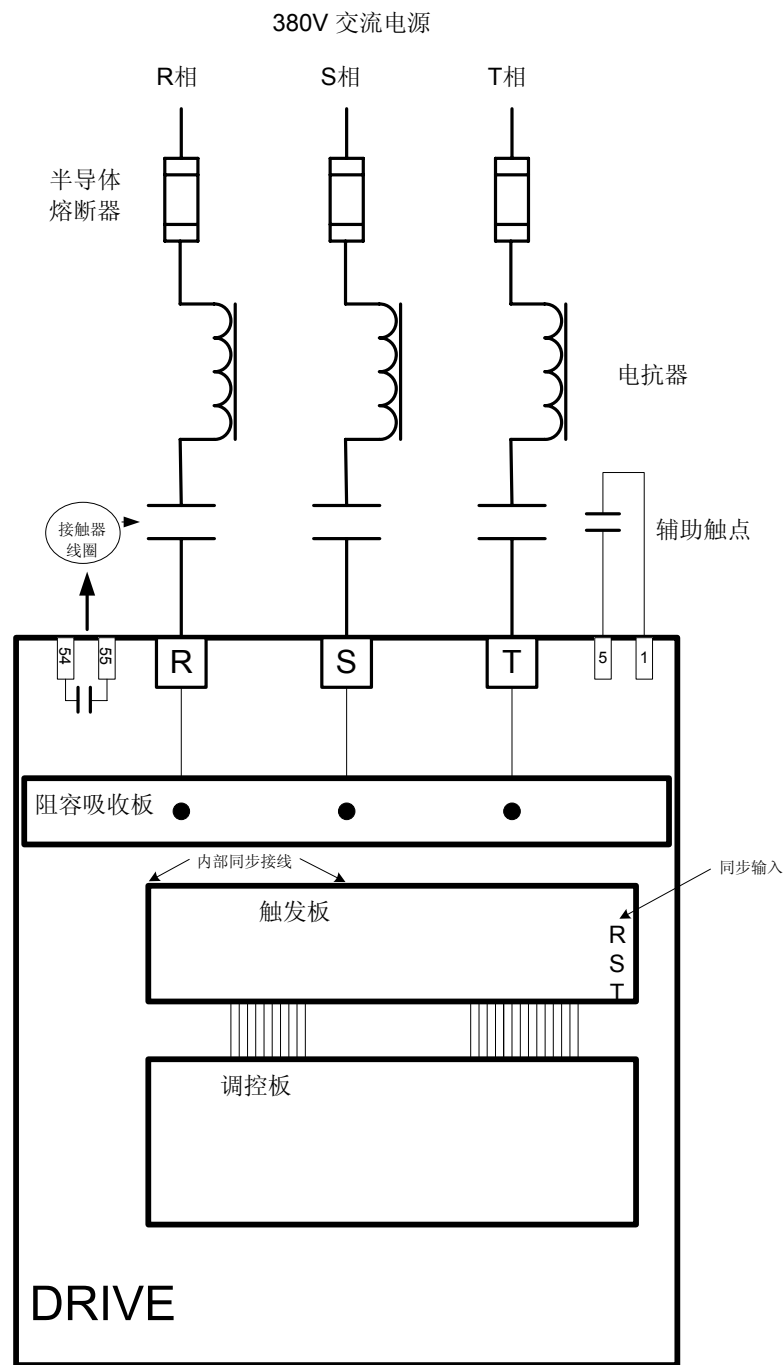 380V 交流电源
R相
S相
T相
半导体
熔断器
电抗器
接触器
线圈
辅助触点
54
55
R
S
T
5
1
阻容吸收板
内部同步接线
同步输入
触发板
R
S
T
调控板
DRIVE